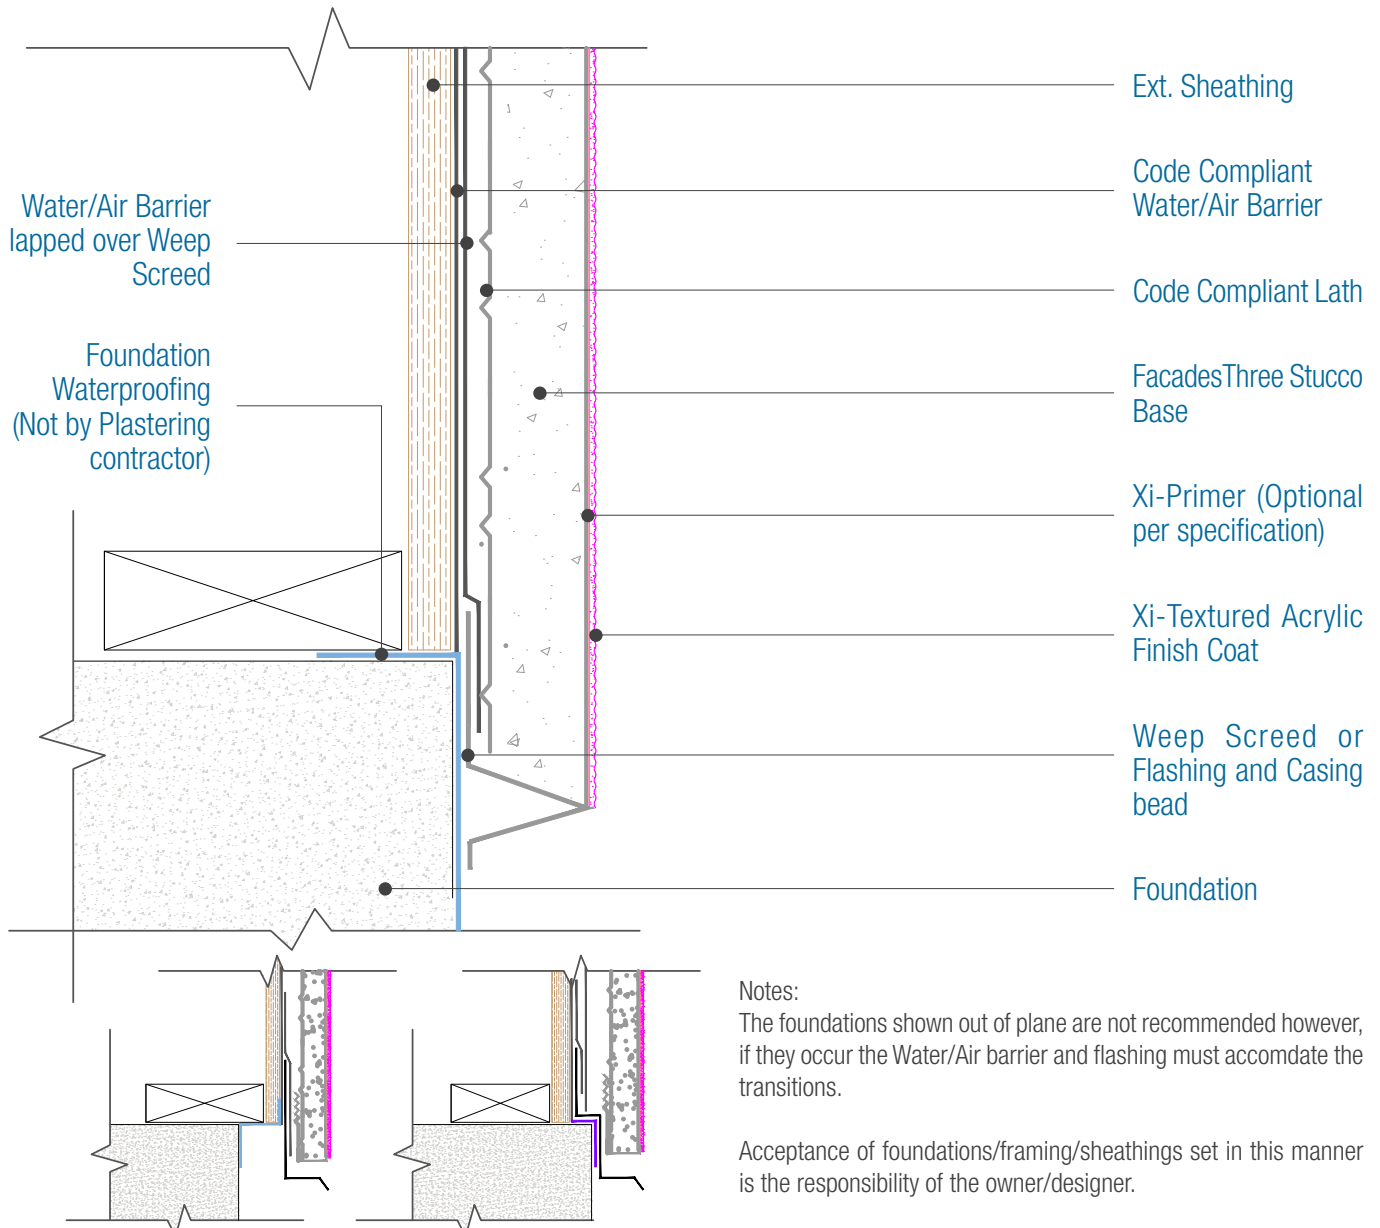 Water/Air Barrier
lapped over Weep
Screed
Foundation
Waterproofing
(Not by Plastering
contractor)
Ext. Sheathing
Code Compliant
Water/Air Barrier
Code Compliant Lath
FacadesThree Stucco
Base
Xi-Primer (Optional
per specification)
Xi-Textured Acrylic
Finish Coat
Weep Screed or
Flashing and Casing
bead
Foundation
Notes:
The foundations shown out of plane are not recommended however,
if they occur the Water/Air barrier and flashing must accomdate the
transitions.
Acceptance of foundations/framing/sheathings set in this manner
is the responsibility of the owner/designer.